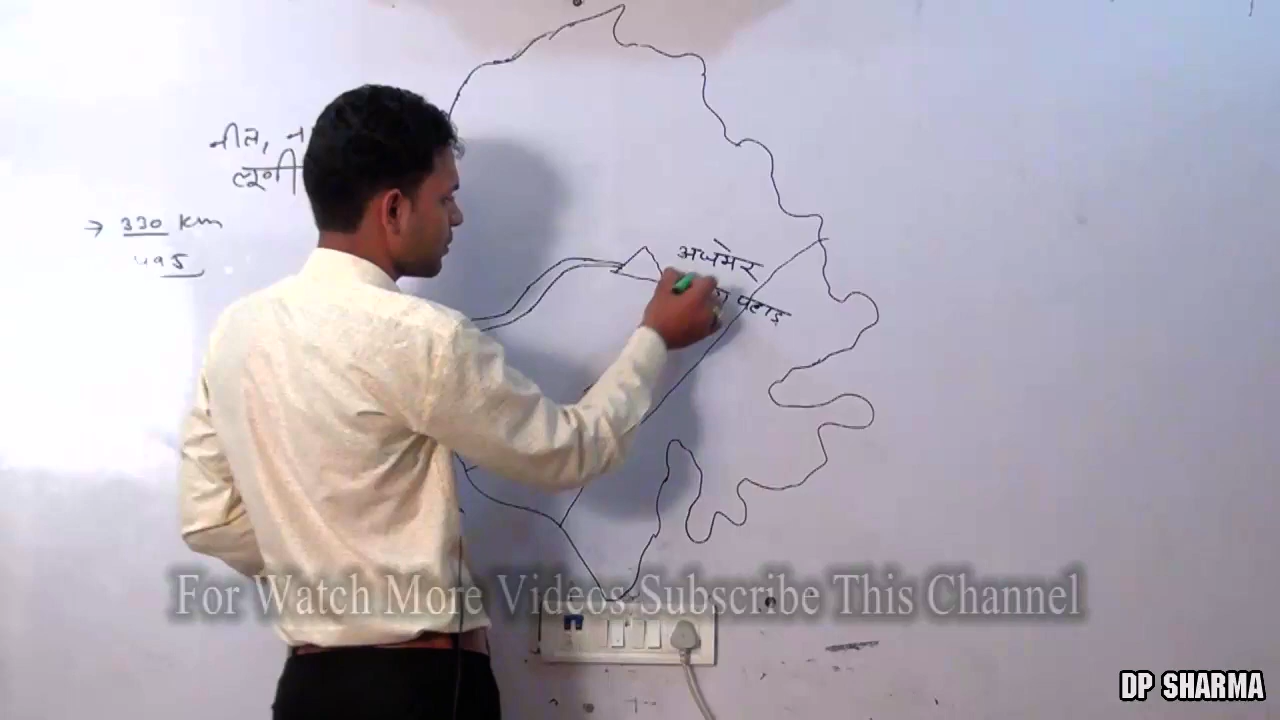 नील, न
लूणी
→ 330 km
495
अजमेर
पहाड़
For Watch More Videos Subscribe This Channel
DP SHARMA